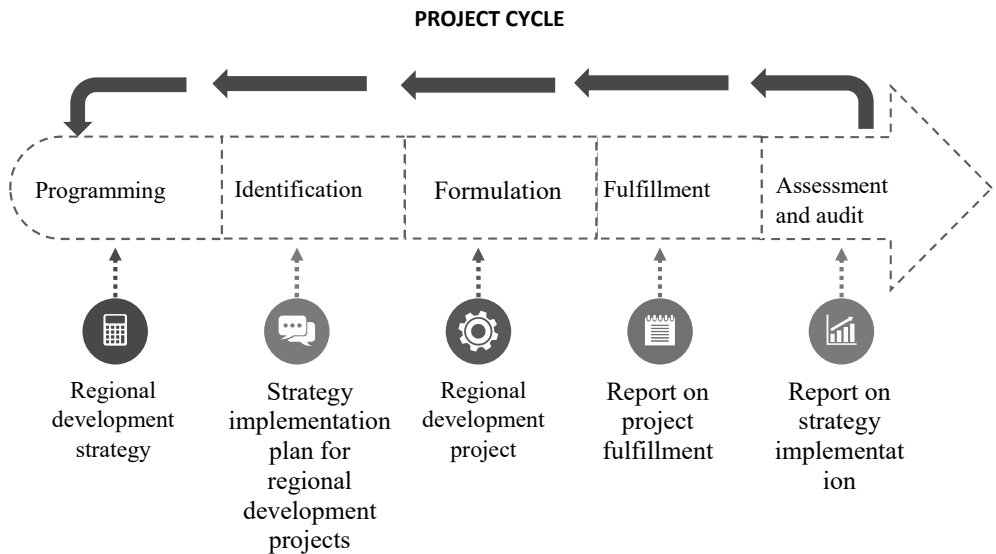 PROJECT CYCLE
Programming
Identification
Formulation
Fulfillment
Assessment
and audit
Regional
development
strategy
Strategy
implementation
plan for
regional
development
projects
Regional
development
project
Report on
project
fulfillment
Report on
strategy
implementat
ion